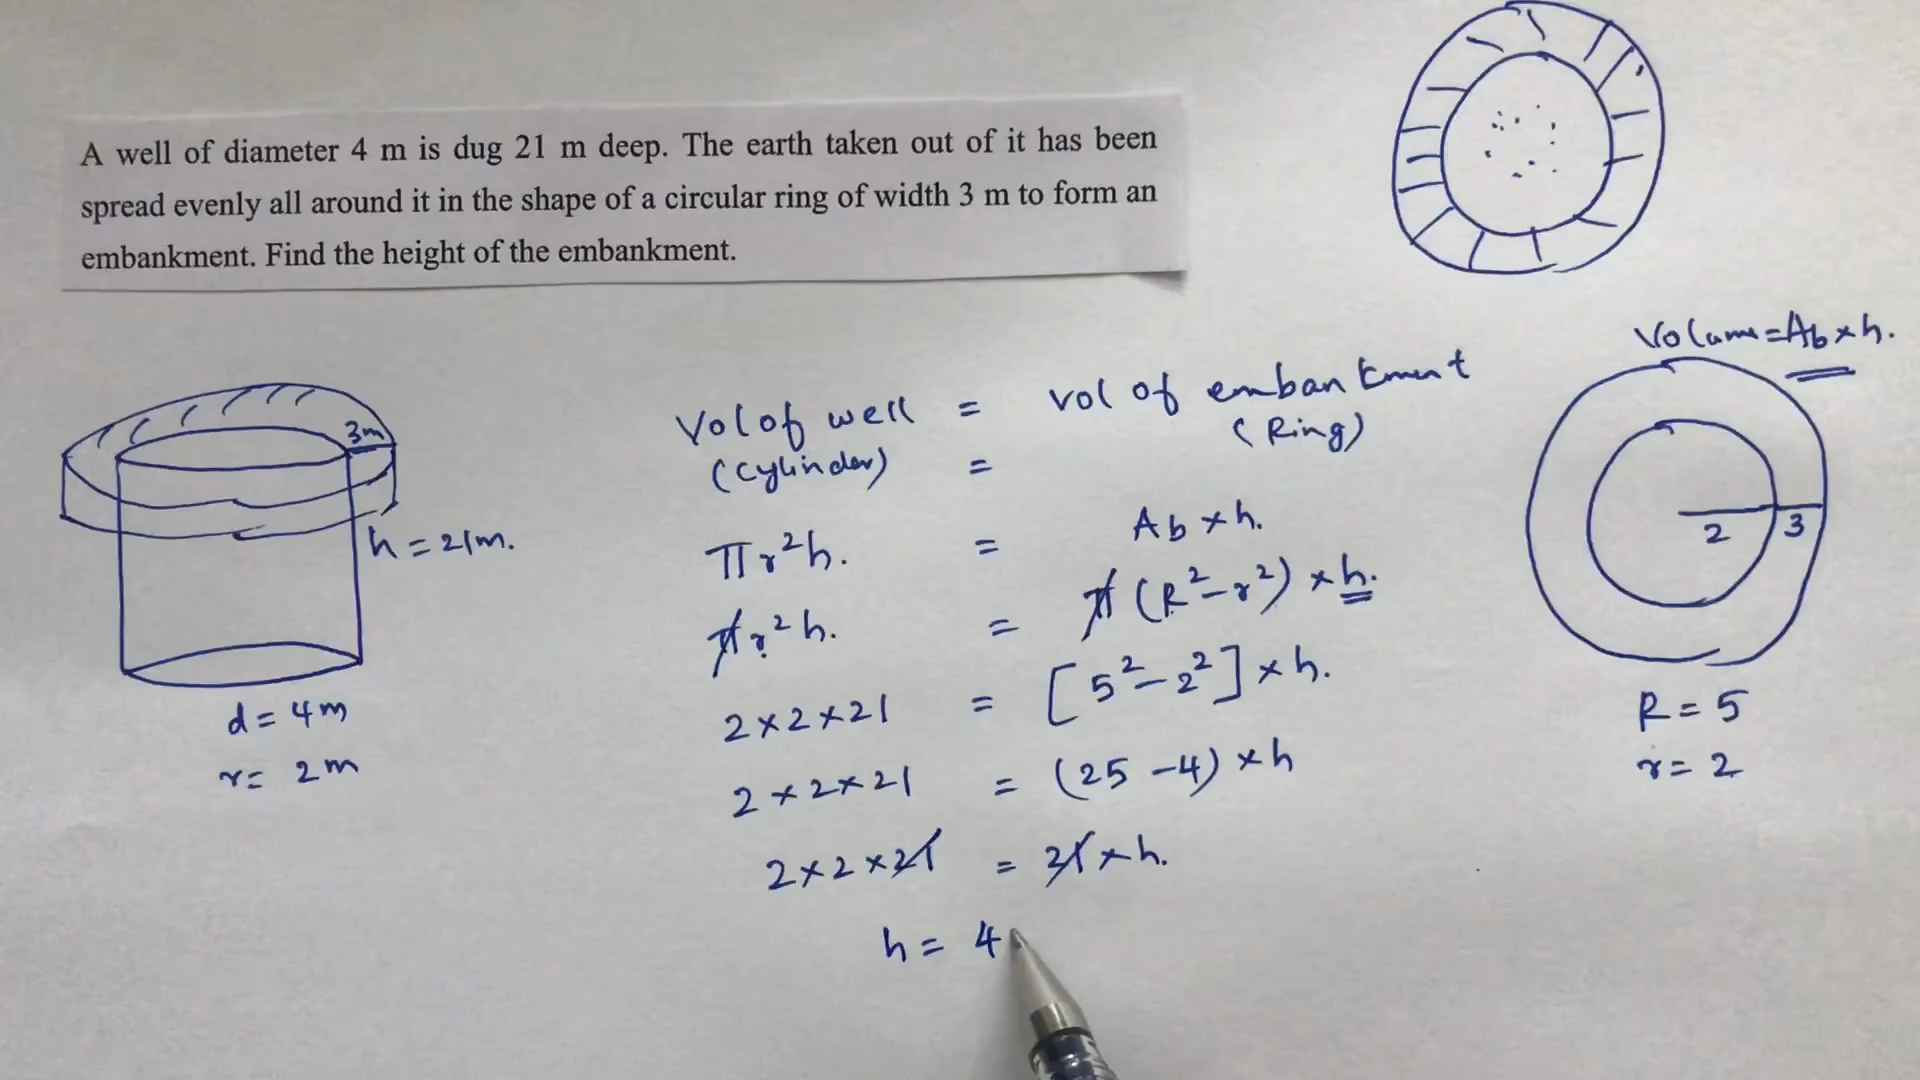 A well of diameter 4 m is dug 21 m deep. The earth taken out of it has been
spread evenly all around it in the shape of a circular ring of width 3 m to form an
embankment. Find the height of the embankment.
Volume = Ab × h.
3m
h = 21m.
d = 4m
r = 2m
Vol of well = vol of embankment
(cylinder) = (Ring)
πr²h. = Ab × h.
πr²h. = π(R²-r²) × h.
2×2×21 = [5²-2²] × h.
2×2×21 = (25-4) × h
2×2×21 = 21 × h.
h = 4
2 3
R = 5
r = 2